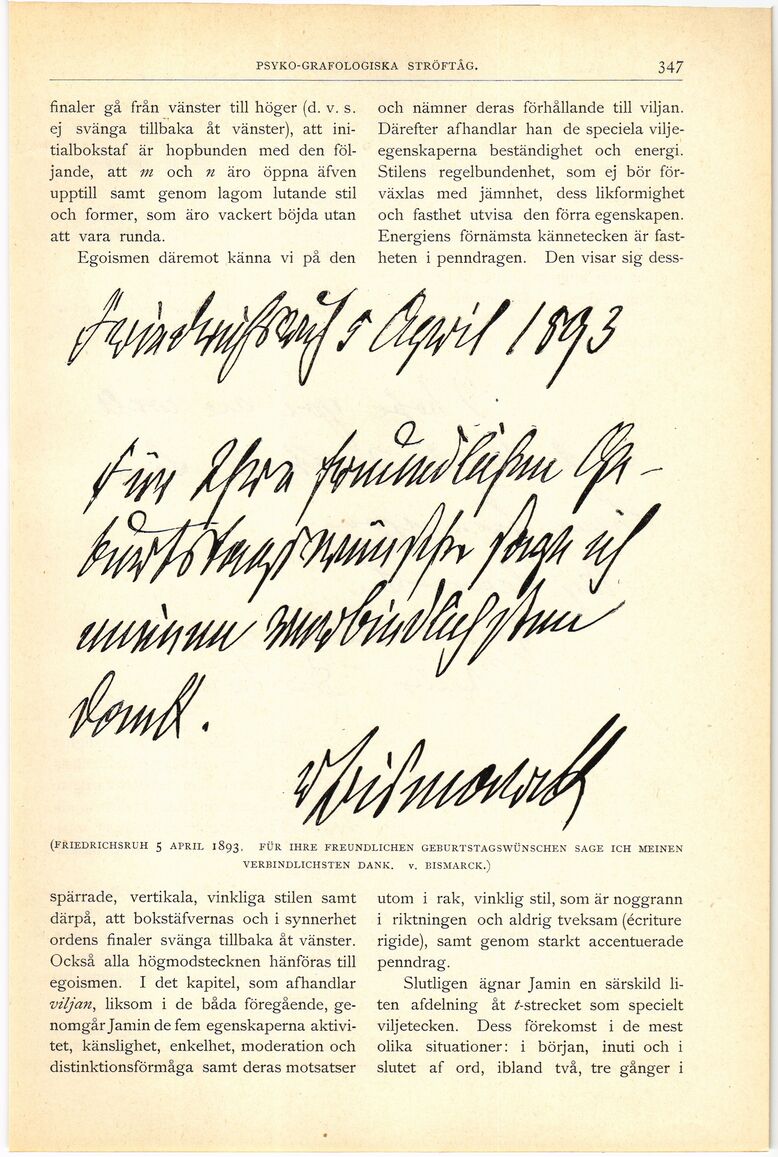 PSYKO-GRAFOLOGISKA STRÖFTÅG.
347
finaler gå från vänster till höger (d. v. s.
ej svänga tillbaka åt vänster), att ini-
tialbokstaf är hopbunden med den föl-
jande, att m och n äro öppna äfven
upptill samt genom lagom lutande stil
och former, som äro vackert böjda utan
att vara runda.
Egoismen däremot känna vi på den
och nämner deras förhållande till viljan.
Därefter afhandlar han de speciela vilje-
egenskaperna beständighet och energi.
Stilens regelbundenhet, som ej bör för-
växlas med jämnhet, dess likformighet
och fasthet utvisa den förra egenskapen.
Energiens förnämsta kännetecken är fast-
heten i penndragen. Den visar sig dess-
Friedrichsruh 5 April 1893
Für Ihre freundlichen Ge-
burtstagswünsche sage ich
meinen verbindlichsten
Dank.
v Bismarck
(FRIEDRICHSRUH 5 APRIL 1893. FÜR IHRE FREUNDLICHEN GEBURTSTAGSWÜNSCHEN SAGE ICH MEINEN
VERBINDLICHSTEN DANK. v. BISMARCK.)
spärrade, vertikala, vinkliga stilen samt
därpå, att bokstäfvernas och i synnerhet
ordens finaler svänga tillbaka åt vänster.
Också alla högmodstecknen hänföras till
egoismen. I det kapitel, som afhandlar
viljan, liksom i de båda föregående, ge-
nomgår Jamin de fem egenskaperna aktivi-
tet, känslighet, enkelhet, moderation och
distinktionsförmåga samt deras motsatser
utom i rak, vinklig stil, som är noggrann
i riktningen och aldrig tveksam (écriture
rigide), samt genom starkt accentuerade
penndrag.
Slutligen ägnar Jamin en särskild li-
ten afdelning åt t-strecket som specielt
viljetecken. Dess förekomst i de mest
olika situationer: i början, inuti och i
slutet af ord, ibland två, tre gånger i